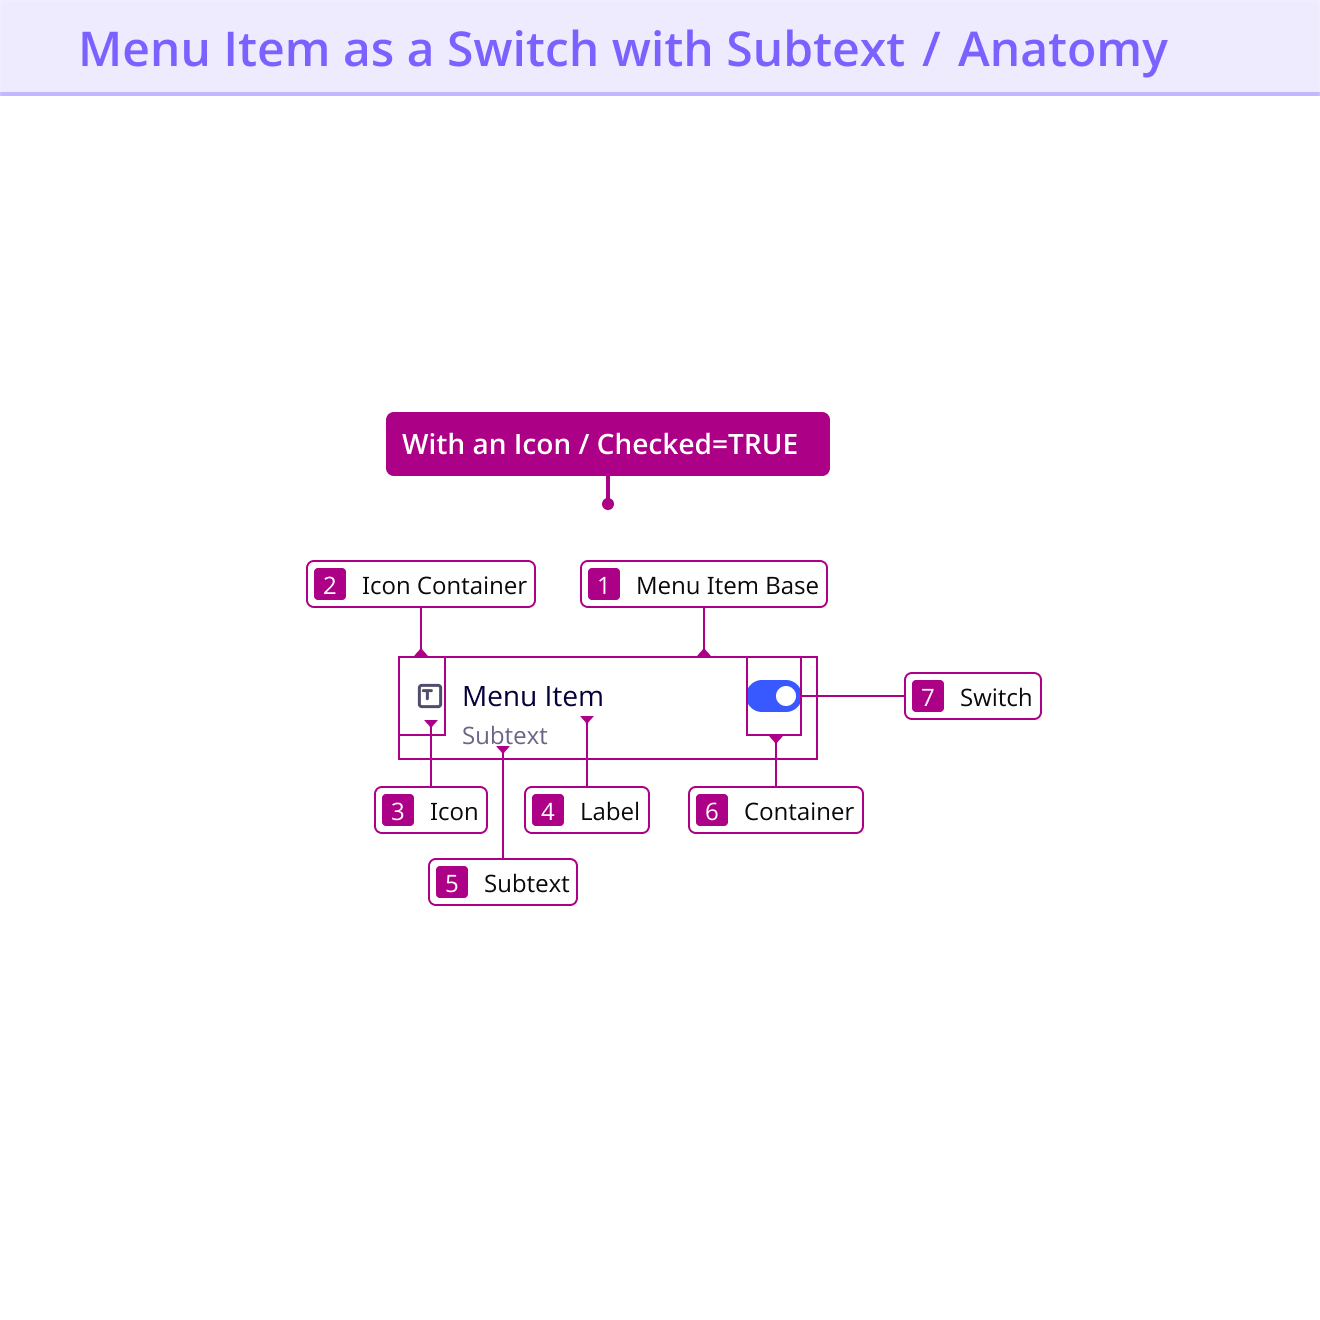 Menu Item as a Switch with Subtext / Anatomy
With an Icon / Checked=TRUE
2 Icon Container
1 Menu Item Base
T
Menu Item
7 Switch
Subtext
3 Icon
4 Label
6 Container
5 Subtext